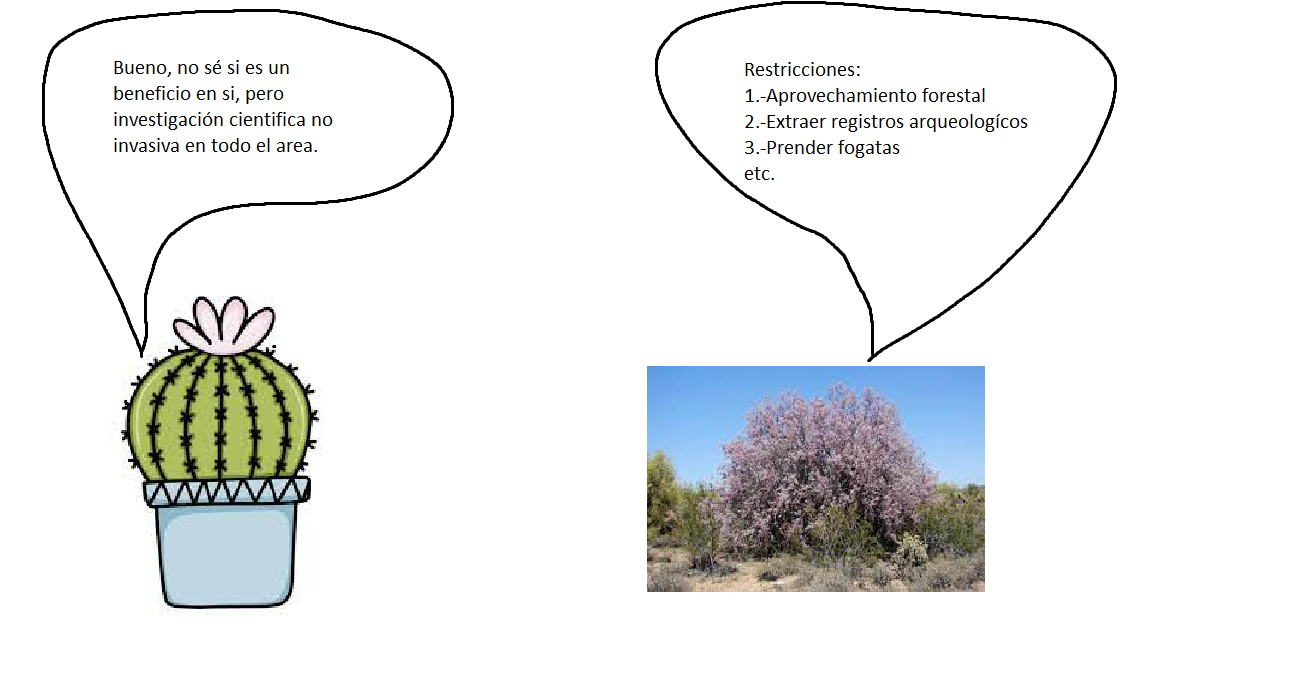 Bueno, no sé si es un
beneficio en si, pero
investigación cientifica no
invasiva en todo el area.
Restricciones:
1.-Aprovechamiento forestal
2.-Extraer registros arqueologícos
3.-Prender fogatas
etc.